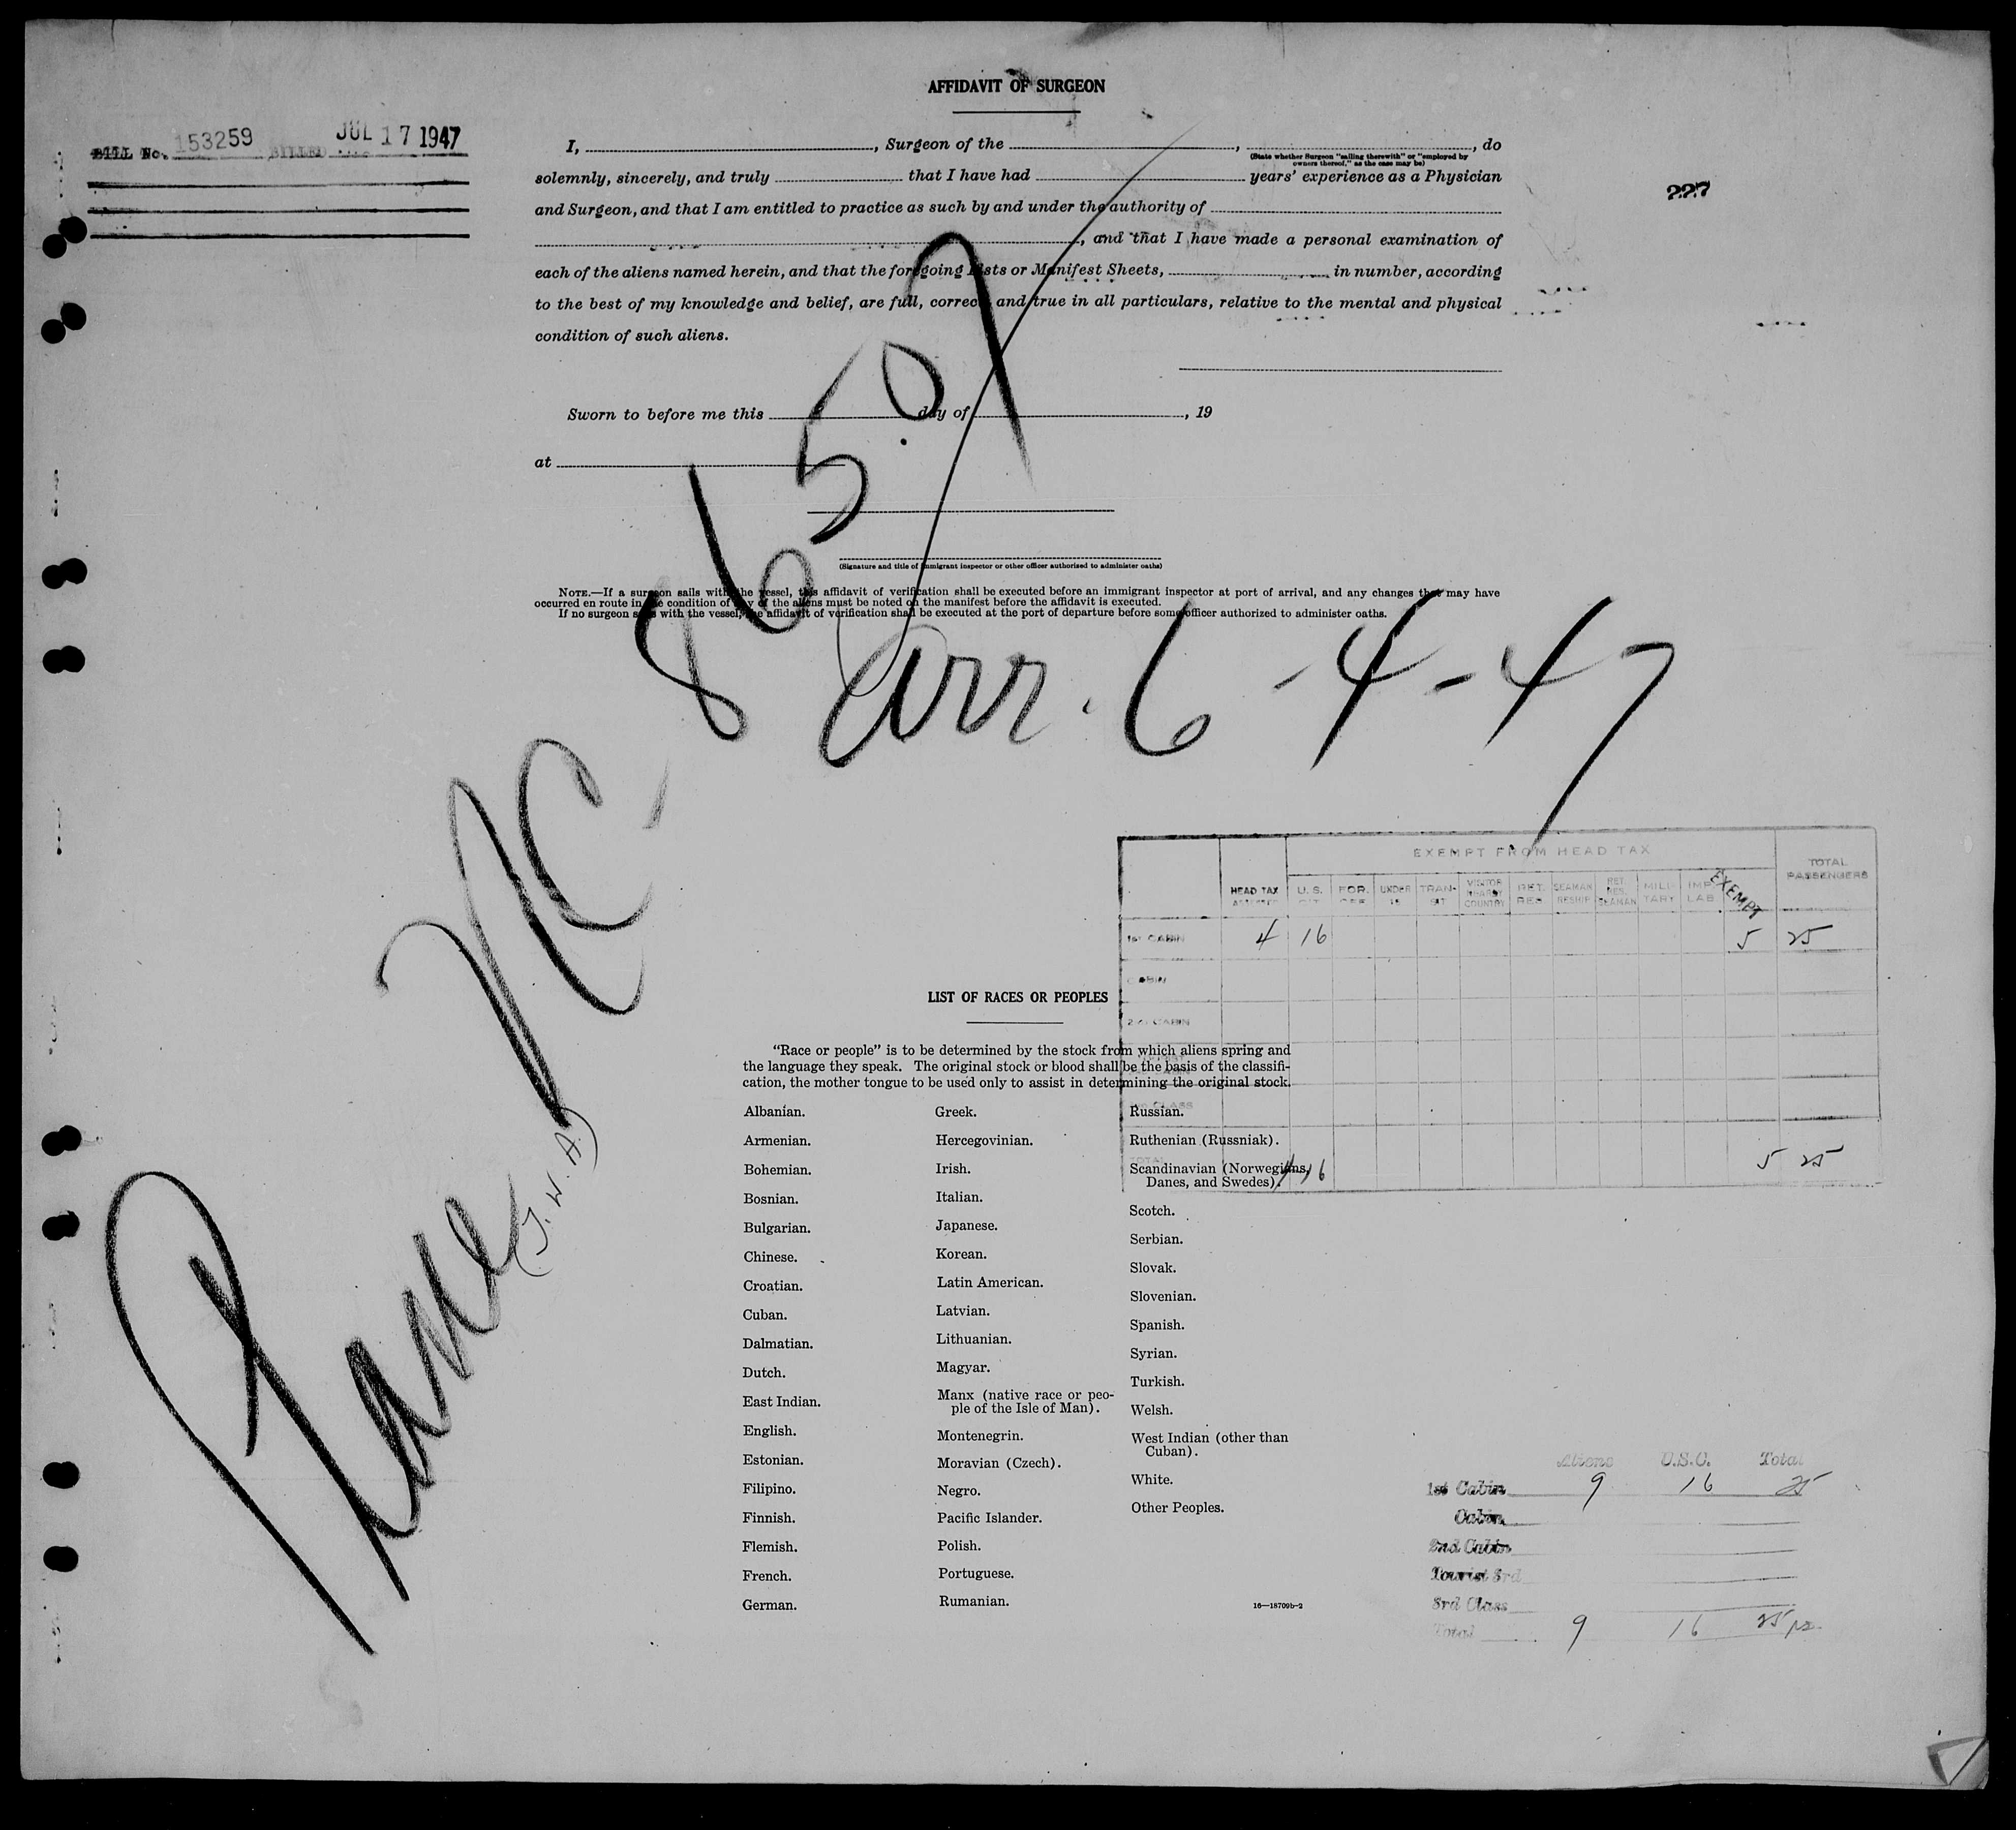 AFFIDAVIT OF SURGEON
BILL No. 153259 BILLED JUL 17 1947
I, , Surgeon of the , , do
(State whether Surgeon "sailing therewith" or "employed by
owners thereof," as the case may be)
solemnly, sincerely, and truly that I have had years' experience as a Physician
227
and Surgeon, and that I am entitled to practice as such by and under the authority of
, and that I have made a personal examination of
each of the aliens named herein, and that the foregoing Lists or Manifest Sheets, in number, according
to the best of my knowledge and belief, are full, correct, and true in all particulars, relative to the mental and physical
condition of such aliens.
Sworn to before me this day of , 19
at
(Signature and title of immigrant inspector or other officer authorized to administer oaths)
NOTE.—If a surgeon sails with the vessel, this affidavit of verification shall be executed before an immigrant inspector at port of arrival, and any changes that may have
occurred en route in the condition of any of the aliens must be noted on the manifest before the affidavit is executed.
If no surgeon sails with the vessel, the affidavit of verification shall be executed at the port of departure before some officer authorized to administer oaths.
Plane NC-86507
(T.W.A.)
arr. 6-4-47
EXEMPT FROM HEAD TAX
HEAD TAX U.S. FOR. UNDER 16 TRAN-SIT VISITOR COUNTRY RET. RES. SEAMAN RESHIP RET. RES. SEAMAN MILI-TARY IMP. LAB EXEMPT TOTAL PASSENGERS
1st CABIN 4 16 5 25
CABIN
2nd CABIN
CLASS
TOTAL 4 16 5 25
LIST OF RACES OR PEOPLES
"Race or people" is to be determined by the stock from which aliens spring and
the language they speak. The original stock or blood shall be the basis of the classifi-
cation, the mother tongue to be used only to assist in determining the original stock.
Albanian.
Armenian.
Bohemian.
Bosnian.
Bulgarian.
Chinese.
Croatian.
Cuban.
Dalmatian.
Dutch.
East Indian.
English.
Estonian.
Filipino.
Finnish.
Flemish.
French.
German.
Greek.
Hercegovinian.
Irish.
Italian.
Japanese.
Korean.
Latin American.
Latvian.
Lithuanian.
Magyar.
Manx (native race or peo-
ple of the Isle of Man).
Montenegrin.
Moravian (Czech).
Negro.
Pacific Islander.
Polish.
Portuguese.
Rumanian.
Russian.
Ruthenian (Russniak).
Scandinavian (Norwegians,
Danes, and Swedes).
Scotch.
Serbian.
Slovak.
Slovenian.
Spanish.
Syrian.
Turkish.
Welsh.
West Indian (other than
Cuban).
White.
Other Peoples.
16—18709b-2
Aliens U.S.C. Total
1st Cabin 9 16 25
Cabin
2nd Cabin
Tourist 3rd
3rd Class
Total 9 16 25